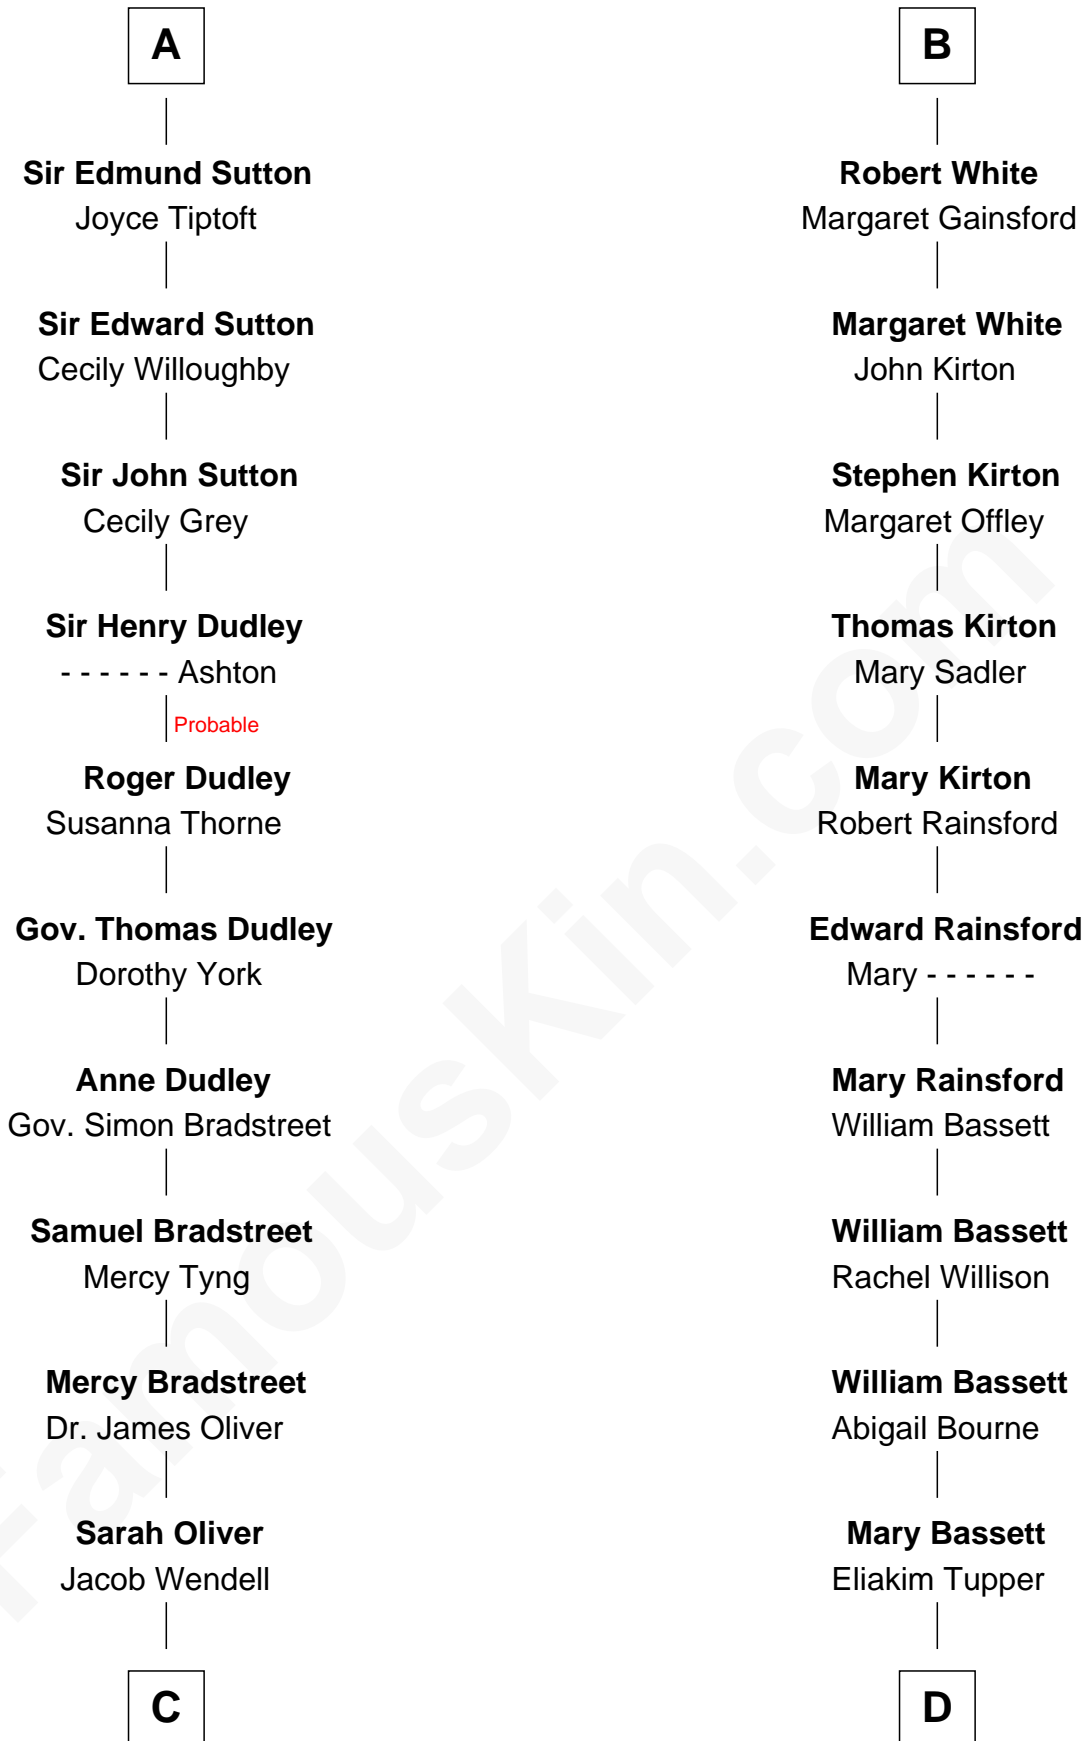 A
Sir Edmund Sutton
Joyce Tiptoft
Sir Edward Sutton
Cecily Willoughby
Sir John Sutton
Cecily Grey
Sir Henry Dudley
- - - - - - Ashton
Probable
Roger Dudley
Susanna Thorne
Gov. Thomas Dudley
Dorothy York
Anne Dudley
Gov. Simon Bradstreet
Samuel Bradstreet
Mercy Tyng
Mercy Bradstreet
Dr. James Oliver
Sarah Oliver
Jacob Wendell
C
B
Robert White
Margaret Gainsford
Margaret White
John Kirton
Stephen Kirton
Margaret Offley
Thomas Kirton
Mary Sadler
Mary Kirton
Robert Rainsford
Edward Rainsford
Mary - - - - - -
Mary Rainsford
William Bassett
William Bassett
Rachel Willison
William Bassett
Abigail Bourne
Mary Bassett
Eliakim Tupper
D
FamousKin.com